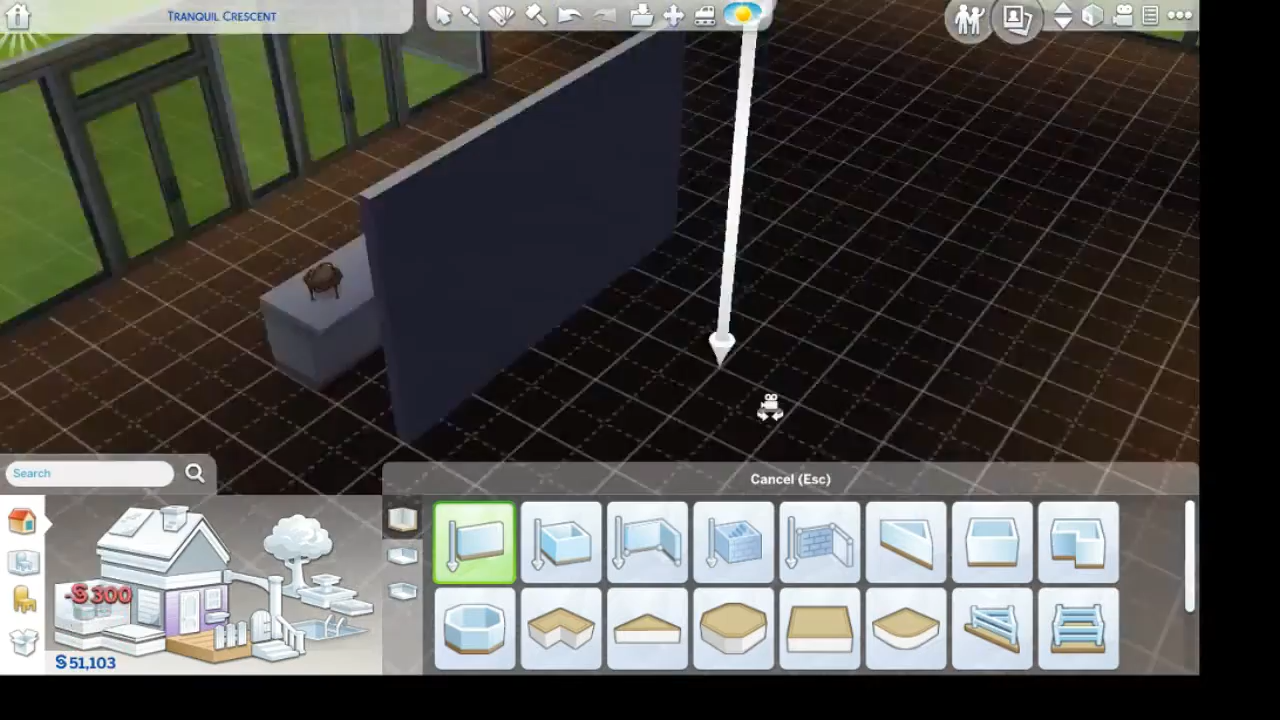 TRANQUIL CRESCENT
Search
Cancel (Esc)
-§300
§51,103